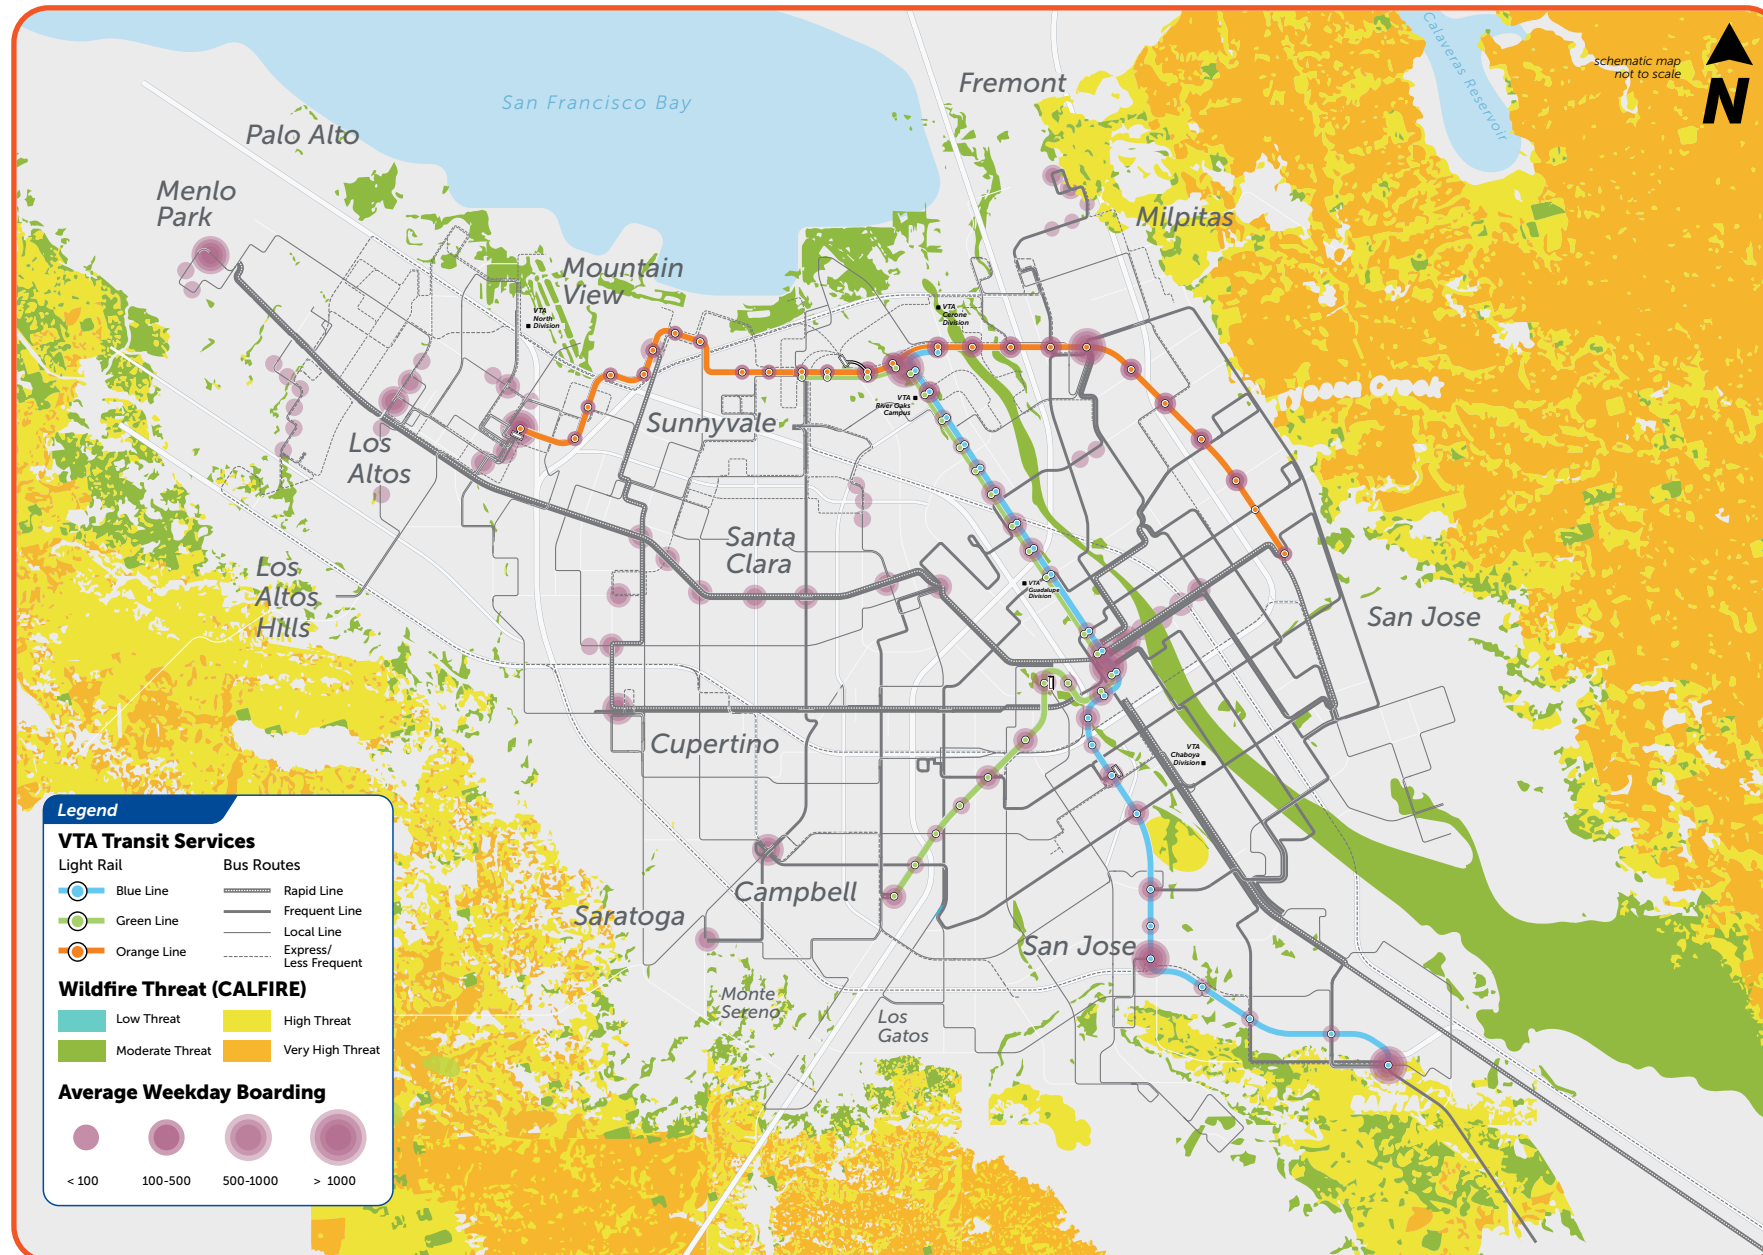 San Francisco Bay
Calaveras Reservoir
schematic map
not to scale
N
Fremont
Palo Alto
Menlo
Park
Milpitas
Mountain
View
VTA
North
Division
VTA
Cerone
Division
VTA
River Oaks
Campus
Sunnyvale
Los
Altos
Santa
Clara
Los
Altos
Hills
VTA
Guadalupe
Division
San Jose
Cupertino
VTA
Chaboya
Division
Campbell
Saratoga
San Jose
Monte
Sereno
Los
Gatos
Legend
VTA Transit Services
Light Rail
Bus Routes
Blue Line
Rapid Line
Green Line
Frequent Line
Local Line
Orange Line
Express/
Less Frequent
Wildfire Threat (CALFIRE)
Low Threat
High Threat
Moderate Threat
Very High Threat
Average Weekday Boarding
< 100
100-500
500-1000
> 1000